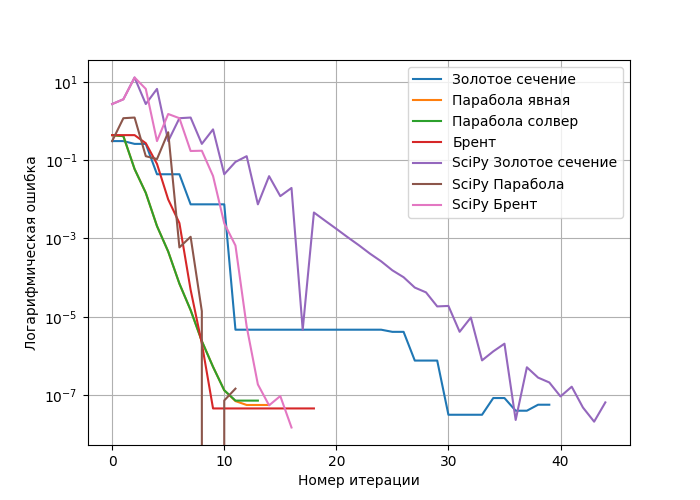 10¹
10⁻¹
10⁻³
10⁻⁵
10⁻⁷
Логарифмическая ошибка
0
10
20
30
40
Номер итерации
Золотое сечение
Парабола явная
Парабола солвер
Брент
SciPy Золотое сечение
SciPy Парабола
SciPy Брент